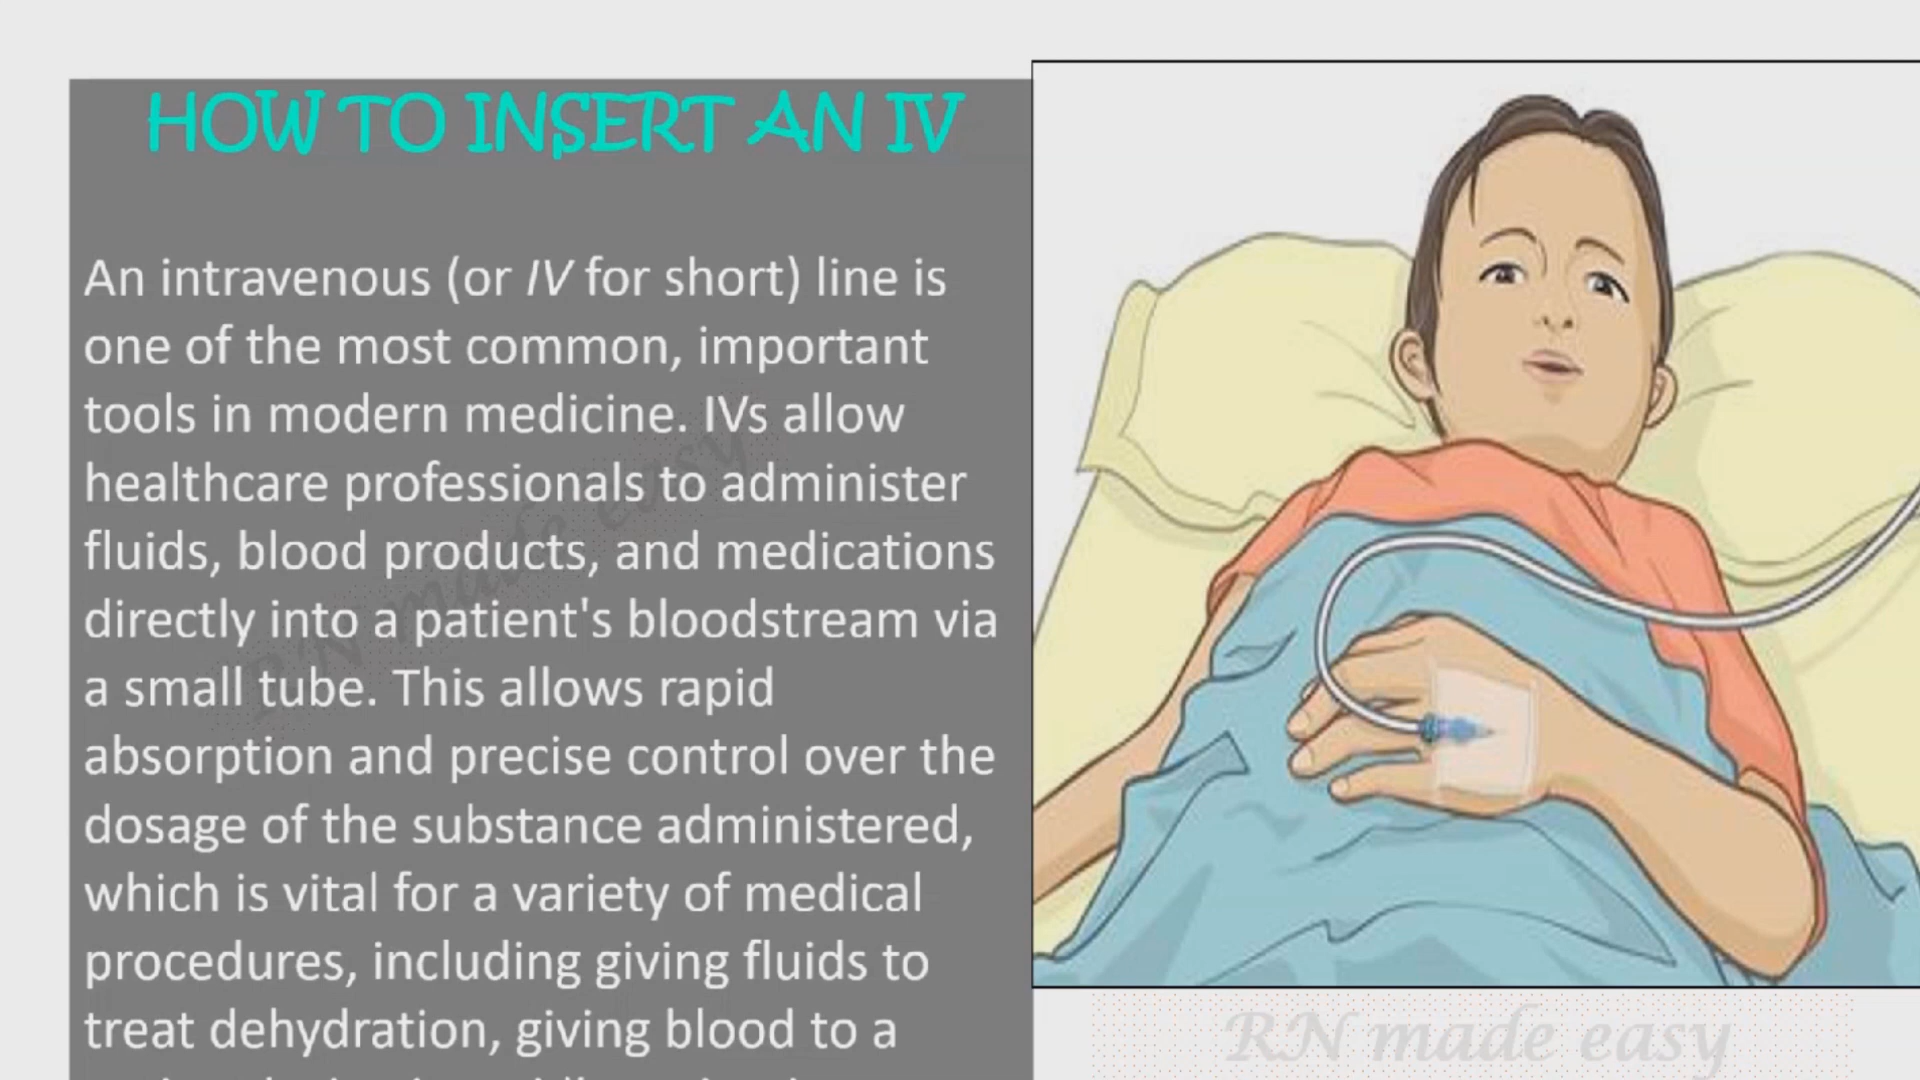 HOW TO INSERT AN IV
An intravenous (or IV for short) line is
one of the most common, important
tools in modern medicine. IVs allow
healthcare professionals to administer
fluids, blood products, and medications
directly into a patient's bloodstream via
a small tube. This allows rapid
absorption and precise control over the
dosage of the substance administered,
which is vital for a variety of medical
procedures, including giving fluids to
treat dehydration, giving blood to a
RN made easy
RN made easy